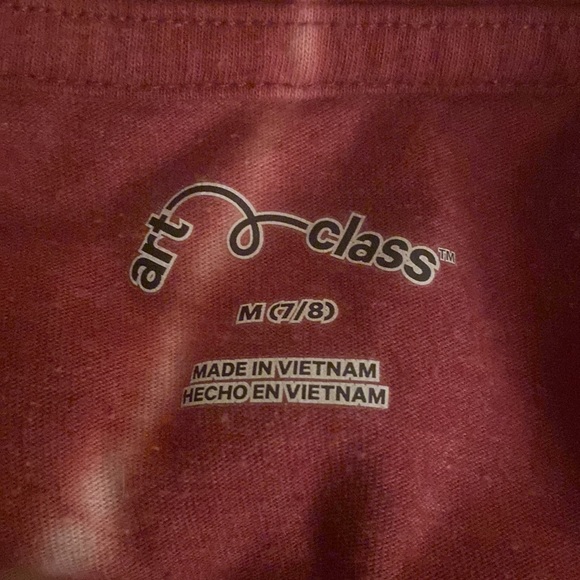 art class™
M (7/8)
MADE IN VIETNAM
HECHO EN VIETNAM